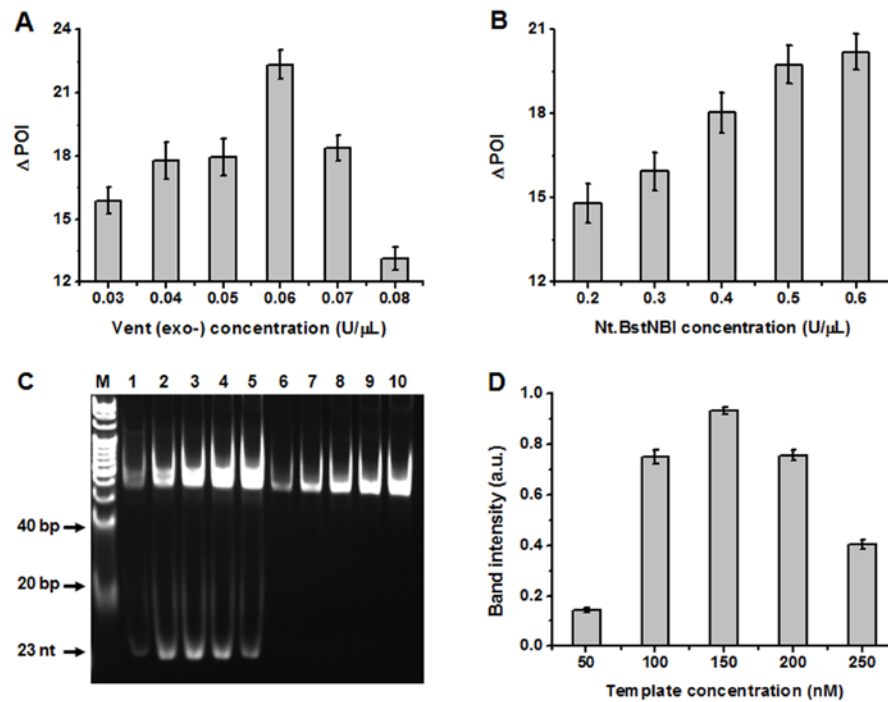 A
24
21
18
15
12
Δ POI
0.03 0.04 0.05 0.06 0.07 0.08
Vent (exo-) concentration (U/μL)
B
21
18
15
12
Δ POI
0.2 0.3 0.4 0.5 0.6
Nt.BstNBI concentration (U/μL)
C
M 1 2 3 4 5 6 7 8 9 10
40 bp
20 bp
23 nt
D
1.0
0.8
0.6
0.4
0.2
0.0
Band intensity (a.u.)
50 100 150 200 250
Template concentration (nM)